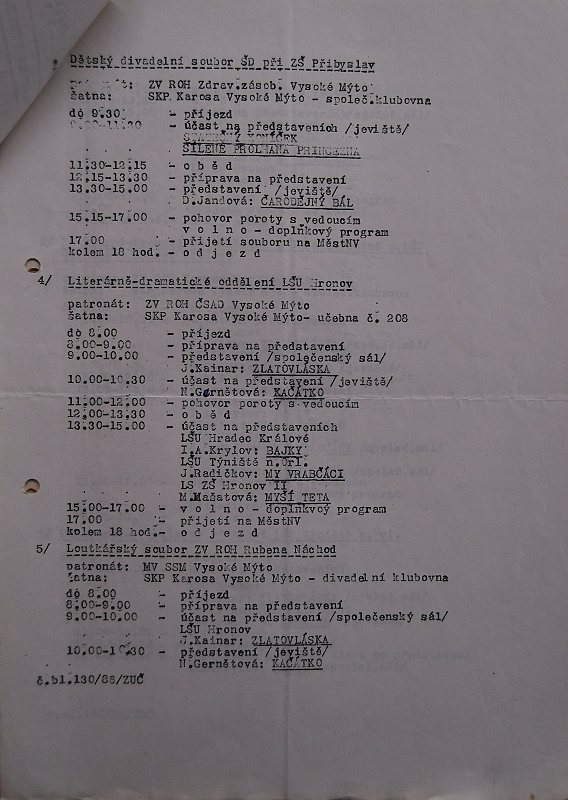 Dětský divadelní soubor ŠD při ZŠ Přibyslav
ZV ROH Zdrav.zásob. Vysoké Mýto
šatna: SKP Karosa Vysoké Mýto - společ.klubovna
do 9.30 - příjezd
- účast na představeních /jeviště/
ŠÍLENĚ PROLHANÁ PRINCEZNA
11.30-12.15 - o b ě d
12.15-13.30 - příprava na představení
13.30-15.00 - představení /jeviště/
D.Jandová: ČARODĚJNÝ BÁL
15.15-17.00 - pohovor poroty s vedoucím
v o l n o - doplňkový program
17.00 - přijetí souboru na MěstNV
kolem 18 hod. - o d j e z d
4/ Literárně-dramatické oddělení LŠU Hronov
patronát: ZV ROH ČSAD Vysoké Mýto
šatna: SKP Karosa Vysoké Mýto- učebna č. 208
do 8.00 - příjezd
8.00-9.00 - příprava na představení
9.00-10.00 - představení /společenský sál/
J.Kainar: ZLATOVLÁSKA
10.00-10.30 - účast na představení /jeviště/
N.Gernětová: KAČÁTKO
11.00-12.00 - pohovor poroty s vedoucím
12.00-13.30 - o b ě d
13.30-15.00 - účast na představeních
LŠU Hradec Králové
I.A.Krylov: BAJKY
LŠU Týniště n.Orl.
J.Radičkov: MY VRABČÁCI
LS ZŠ Hronov II
M.Mašatová: MYŠÍ TETA
15.00-17.00 - v o l n o - doplňkvoý program
17.00 - přijetí na MěstNV
kolem 18 hod.- o d j e z d
5/ Loutkářský soubor ZV ROH Rubena Náchod
patronát: MV SSM Vysoké Mýto
šatna: SKP Karosa Vysoké Mýto - divadelní klubovna
do 8.00 - příjezd
8.00-9.00 - příprava na představení
9.00-10.00 - účast na představení /společenský sál/
LŠU Hronov
J.Kainar: ZLATOVLÁSKA
10.00-10.30 - představení /jeviště/
N.Gernětová: KAČÁTKO
č.bl.130/86/ZUČ